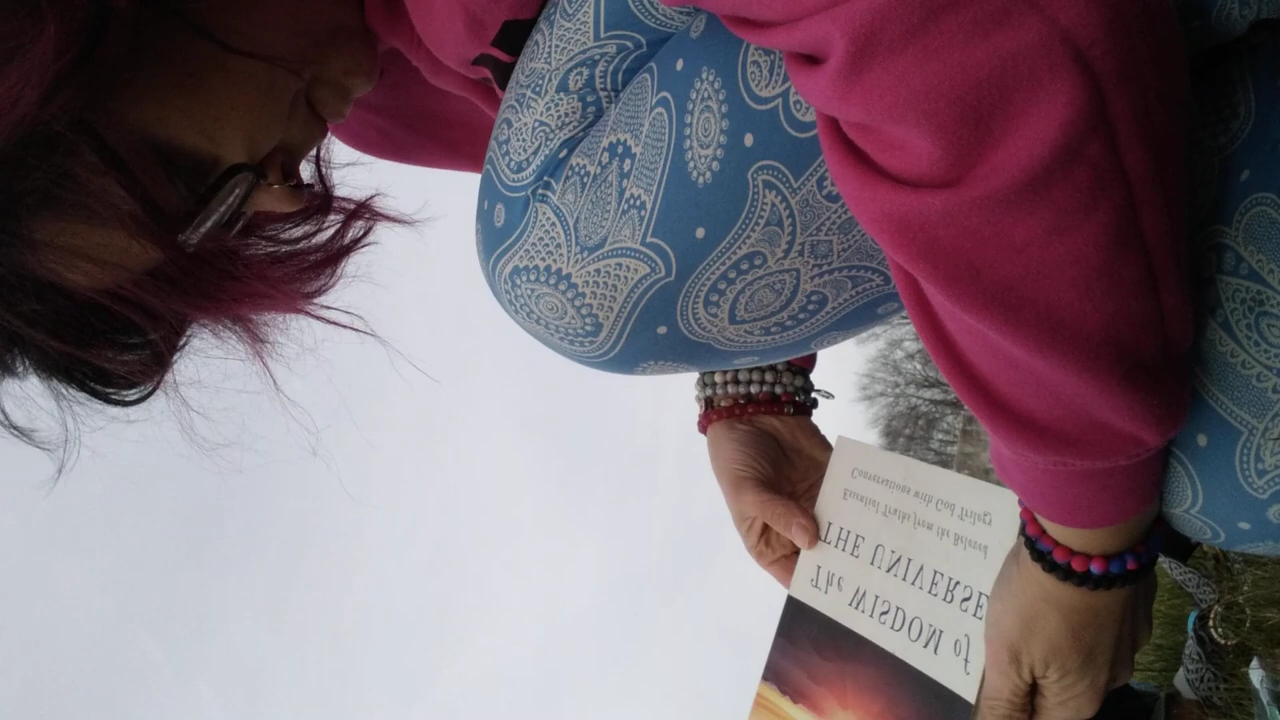 The WISDOM of
THE UNIVERSE
Essential Truths from the Beloved
Conversations with God Trilogy